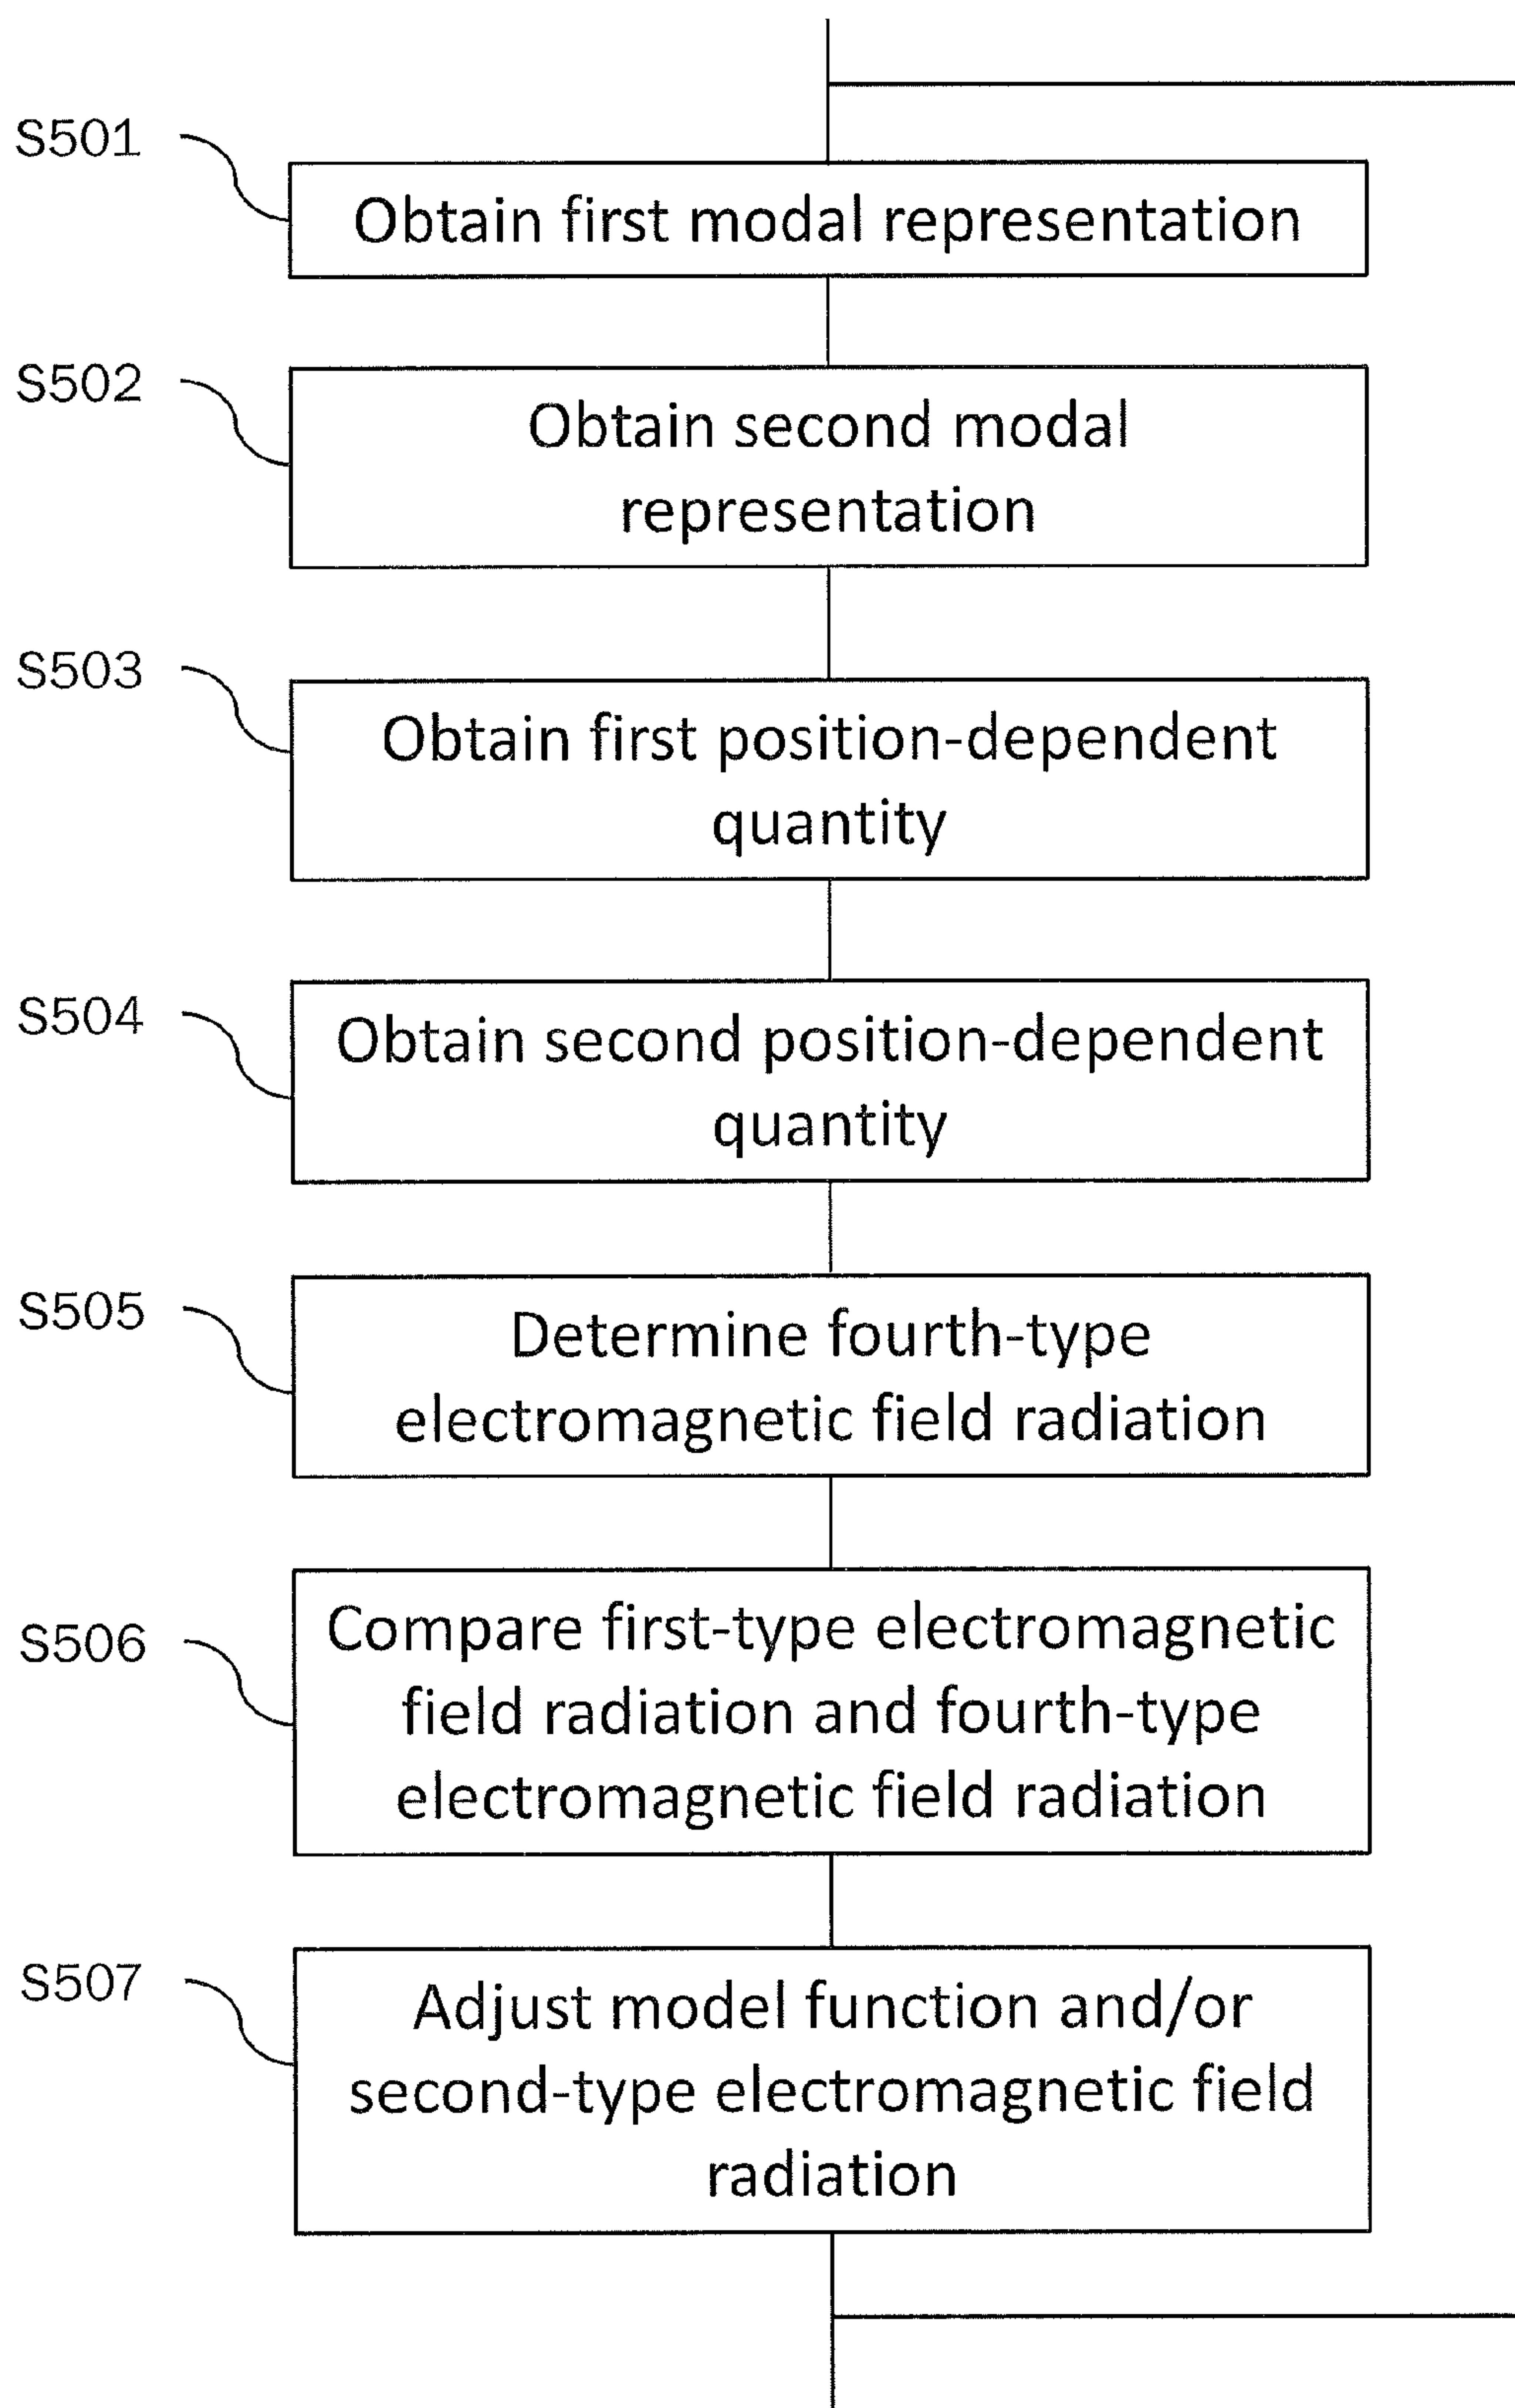 S501
Obtain first modal representation
S502
Obtain second modal
representation
S503
Obtain first position-dependent
quantity
S504
Obtain second position-dependent
quantity
S505
Determine fourth-type
electromagnetic field radiation
S506
Compare first-type electromagnetic
field radiation and fourth-type
electromagnetic field radiation
S507
Adjust model function and/or
second-type electromagnetic field
radiation